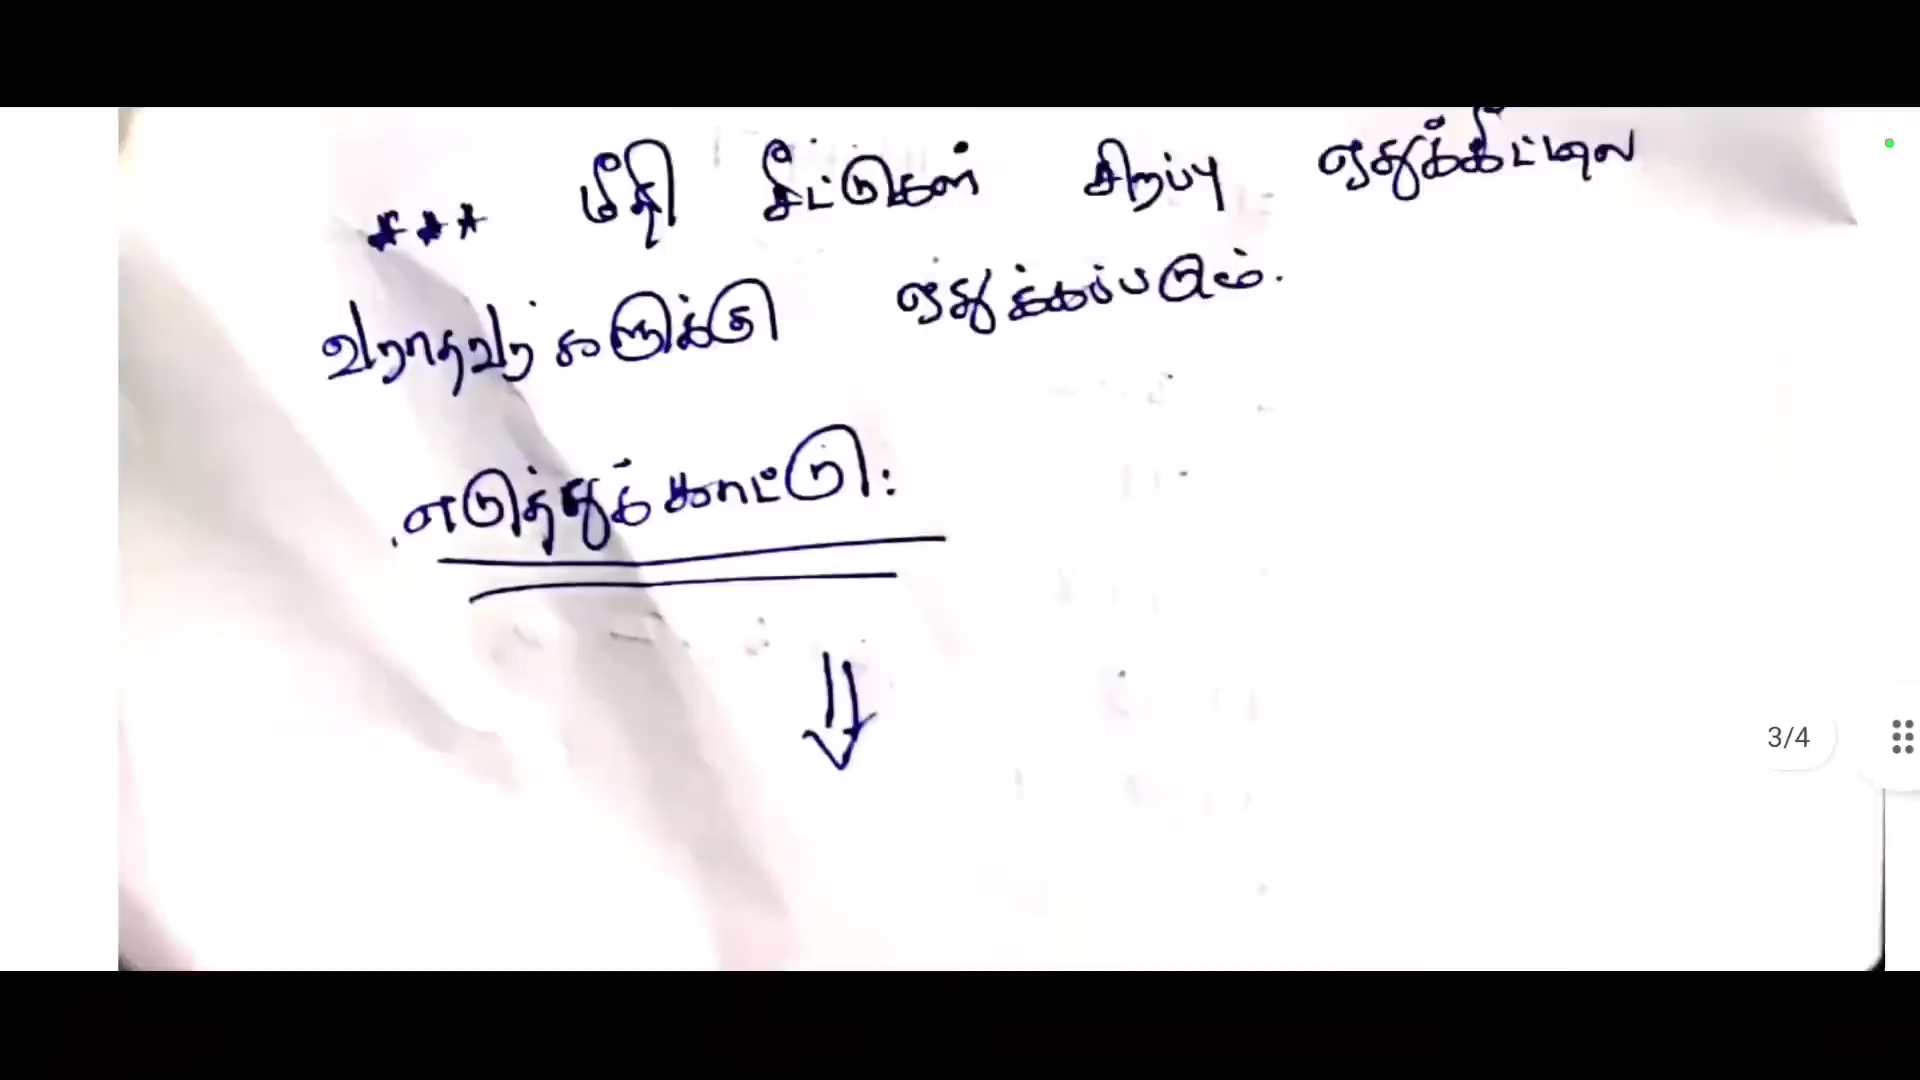 *** மீதி சீட்டுகள் சிறப்பு ஒதுக்கீட்டில்
வராதவர்களுக்கு ஒதுக்கப்படும்.
எடுத்துக்காட்டு:
3/4